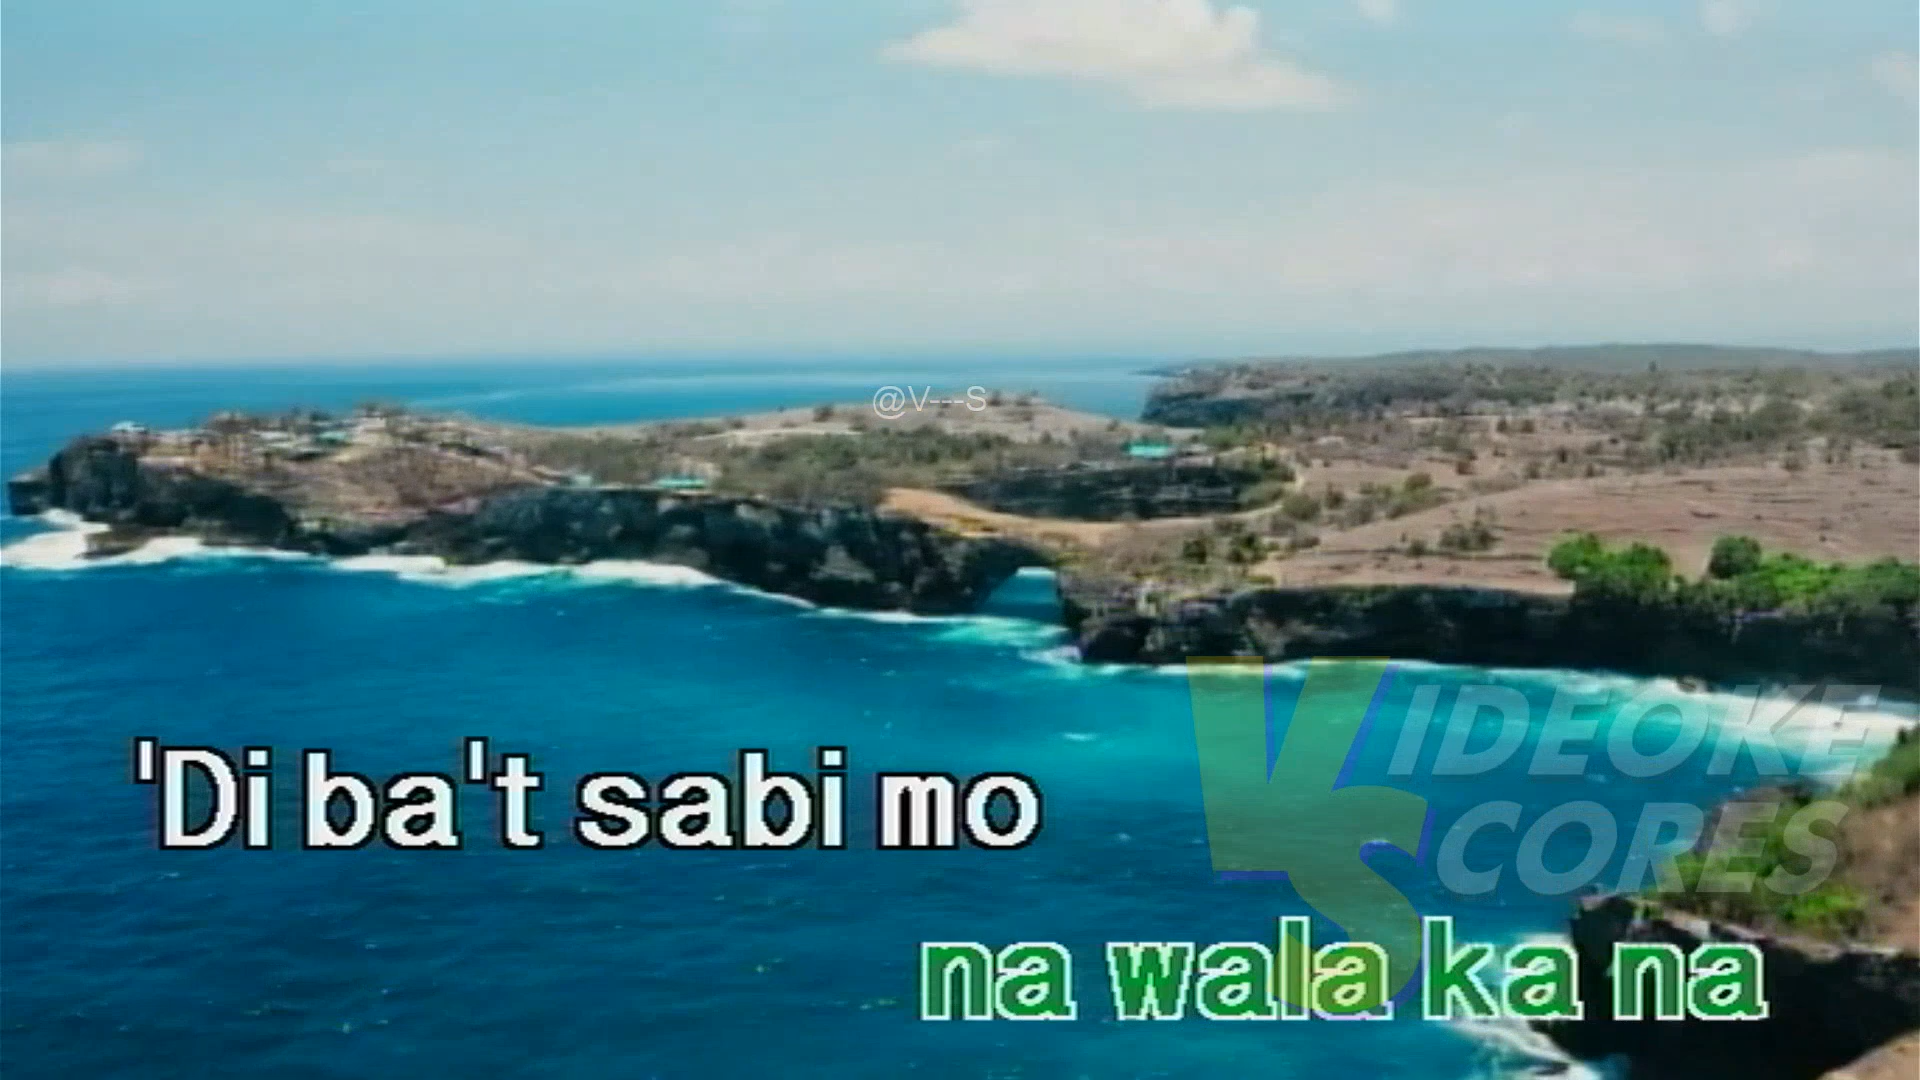 @V---S
VIDEOKE
SCORES
'Di ba't sabi mo
na wala ka na